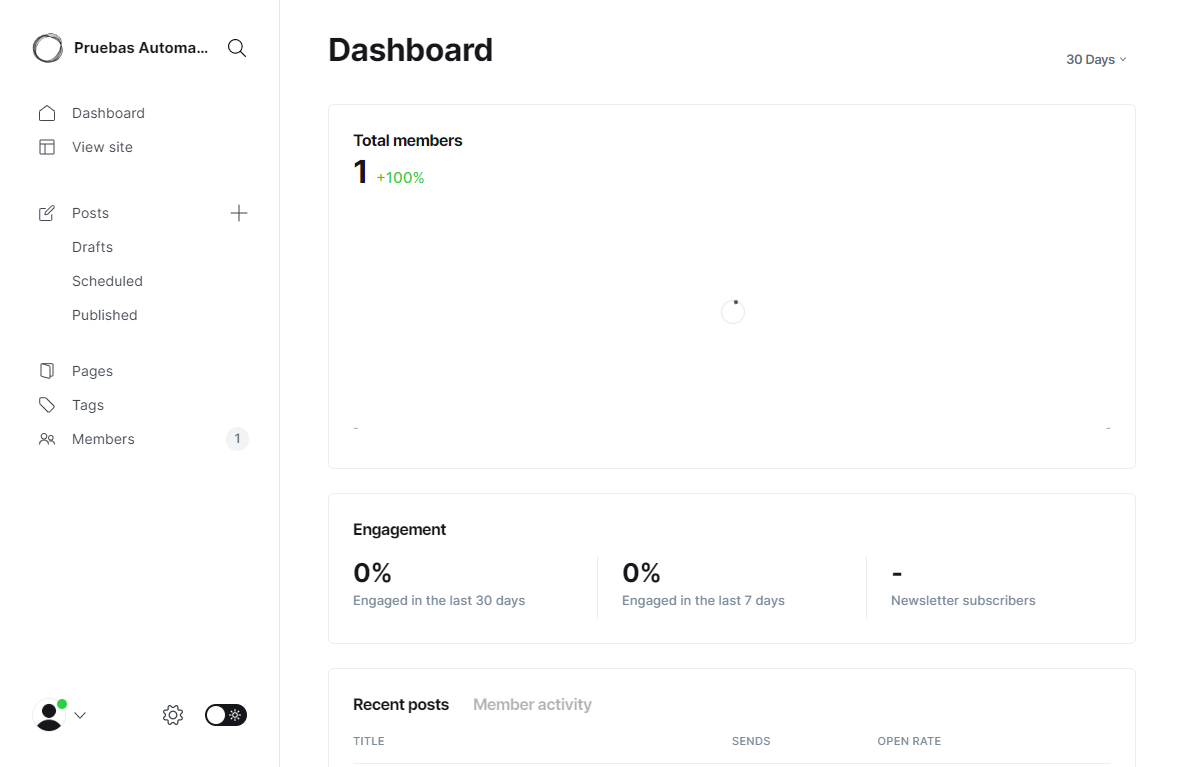 Pruebas Automa...
Dashboard
View site
Posts
Drafts
Scheduled
Published
Pages
Tags
Members 1
Dashboard
30 Days
Total members
1 +100%
- -
Engagement
0%
Engaged in the last 30 days
0%
Engaged in the last 7 days
-
Newsletter subscribers
Recent posts Member activity
TITLE SENDS OPEN RATE